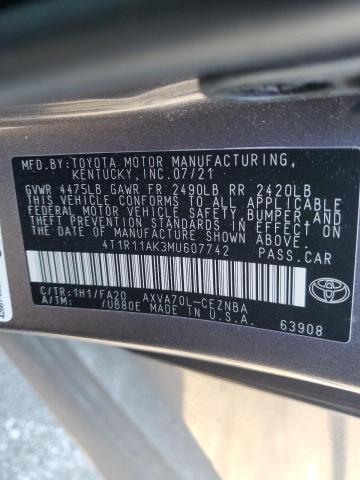 MFD.BY:TOYOTA MOTOR MANUFACTURING,
KENTUCKY, INC.07/21
GVWR 4475LB GAWR FR 2490LB RR 2420LB
THIS VEHICLE CONFORMS TO ALL APPLICABLE
FEDERAL MOTOR VEHICLE SAFETY, BUMPER, AND
THEFT PREVENTION STANDARDS IN EFFECT ON
THE DATE OF MANUFACTURE SHOWN ABOVE.
4T1R11AK3MU607742 PASS.CAR
C/TR:1H1/FA20 AXVA70L-CEZNBA
A/TM: /UB80E MADE IN U.S.A.
TOYOTA
63908